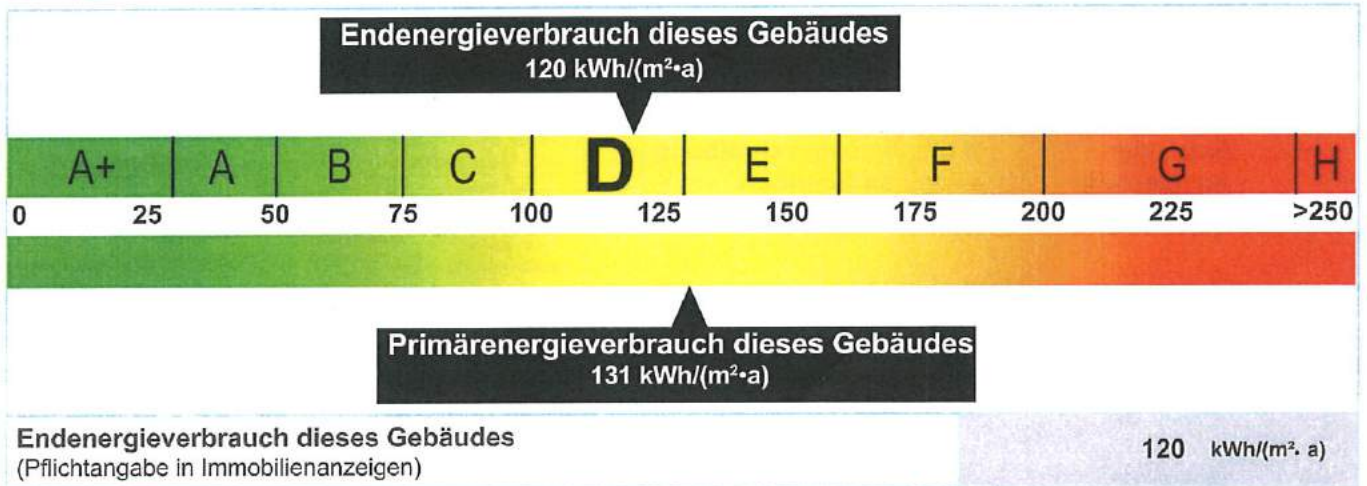 Endenergieverbrauch dieses Gebäudes
120 kWh/(m²•a)
A+ A B C D E F G H
0 25 50 75 100 125 150 175 200 225 >250
Primärenergieverbrauch dieses Gebäudes
131 kWh/(m²•a)
Endenergieverbrauch dieses Gebäudes
(Pflichtangabe in Immobilienanzeigen)
120 kWh/(m²· a)